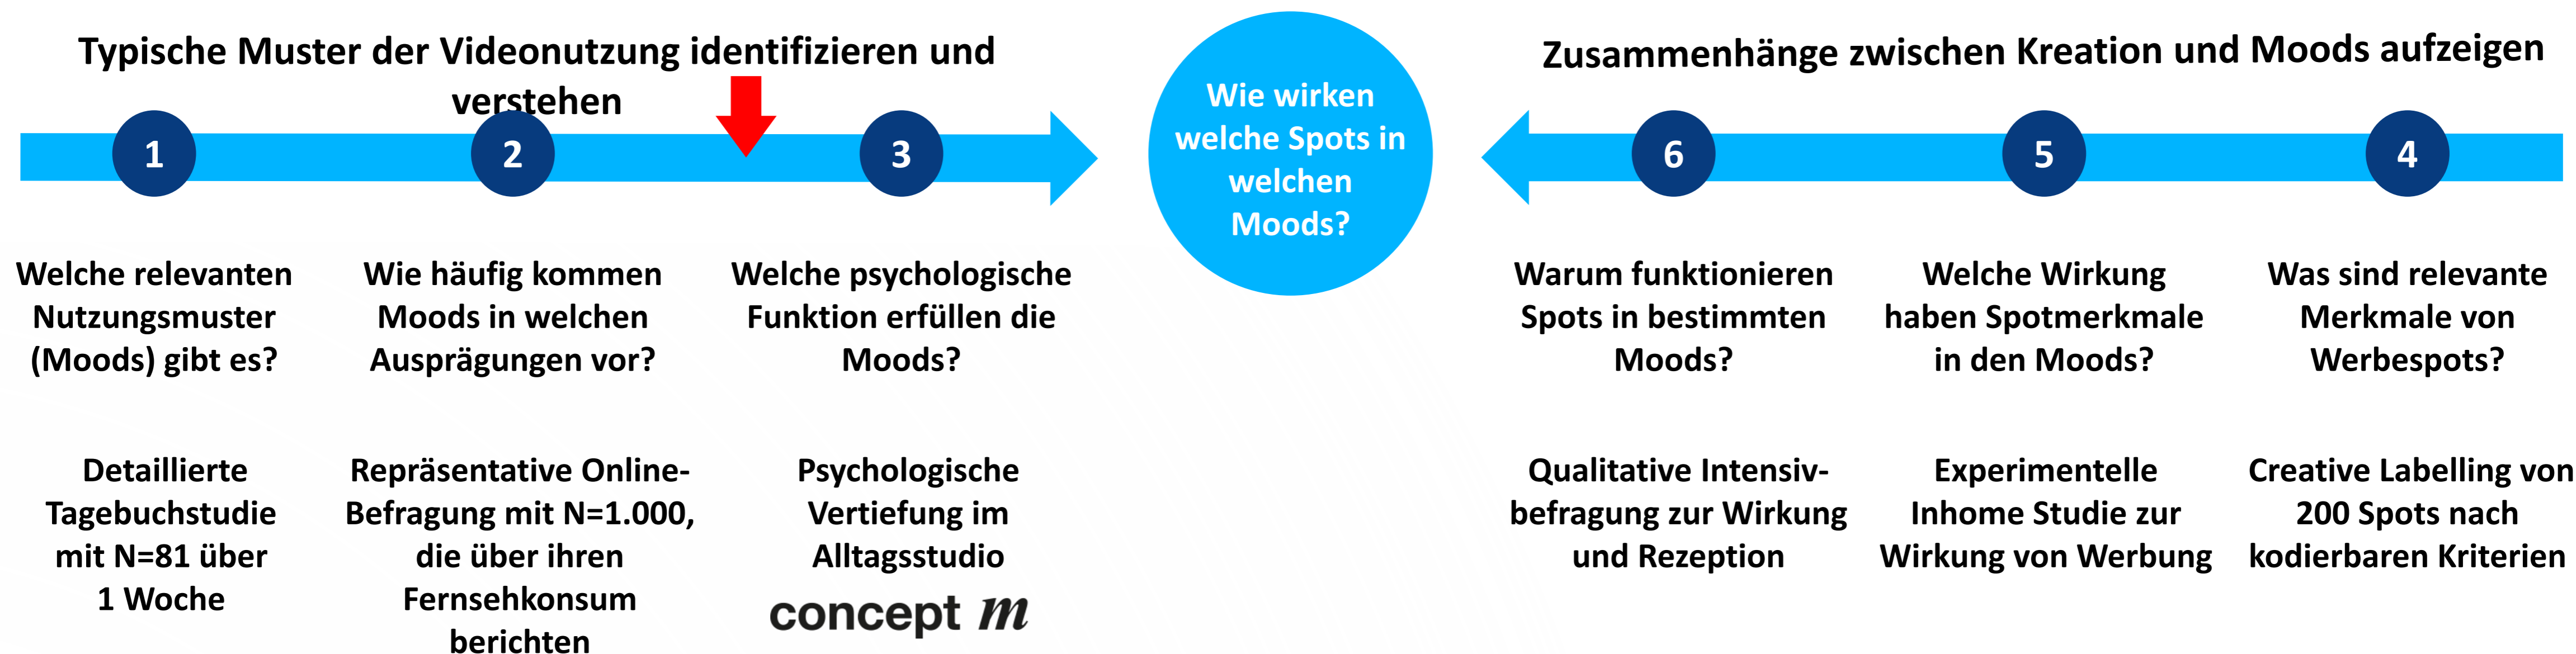 Typische Muster der Videonutzung identifizieren und
verstehen
1
2
3
Welche relevanten
Nutzungsmuster
(Moods) gibt es?
Wie häufig kommen
Moods in welchen
Ausprägungen vor?
Welche psychologische
Funktion erfüllen die
Moods?
Detaillierte
Tagebuchstudie
mit N=81 über
1 Woche
Repräsentative Online-
Befragung mit N=1.000,
die über ihren
Fernsehkonsum
berichten
Psychologische
Vertiefung im
Alltagsstudio
concept m
Wie wirken
welche Spots in
welchen
Moods?
Zusammenhänge zwischen Kreation und Moods aufzeigen
6
5
4
Warum funktionieren
Spots in bestimmten
Moods?
Welche Wirkung
haben Spotmerkmale
in den Moods?
Was sind relevante
Merkmale von
Werbespots?
Qualitative Intensiv-
befragung zur Wirkung
und Rezeption
Experimentelle
Inhome Studie zur
Wirkung von Werbung
Creative Labelling von
200 Spots nach
kodierbaren Kriterien